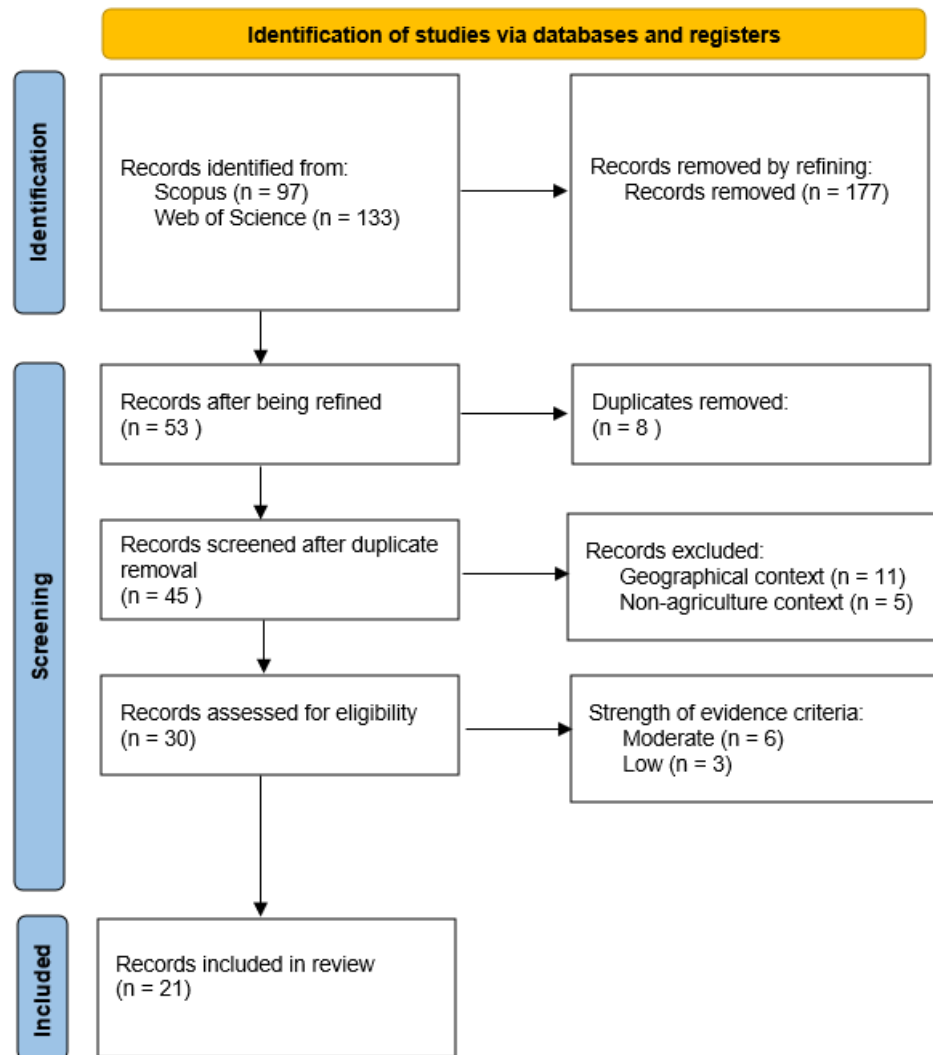 Identification of studies via databases and registers
Identification
Records identified from:
Scopus (n = 97)
Web of Science (n = 133)
Records removed by refining:
Records removed (n = 177)
Screening
Records after being refined
(n = 53 )
Duplicates removed:
(n = 8 )
Records screened after duplicate
removal
(n = 45 )
Records excluded:
Geographical context (n = 11)
Non-agriculture context (n = 5)
Records assessed for eligibility
(n = 30)
Strength of evidence criteria:
Moderate (n = 6)
Low (n = 3)
Included
Records included in review
(n = 21)